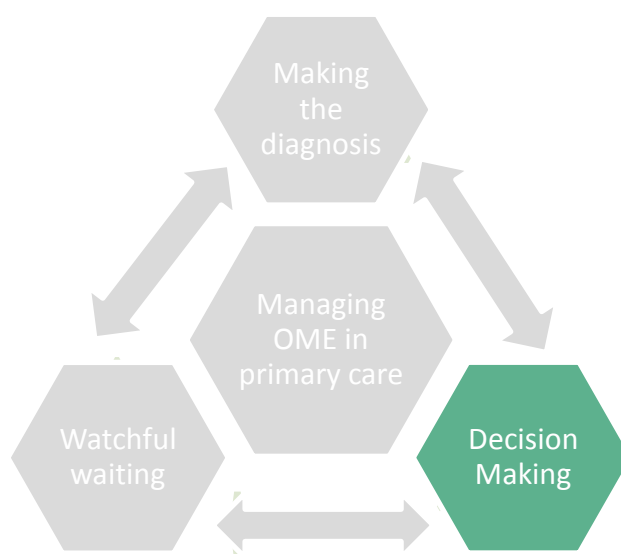 Making
the
diagnosis
Managing
OME in
primary care
Watchful
waiting
Decision
Making